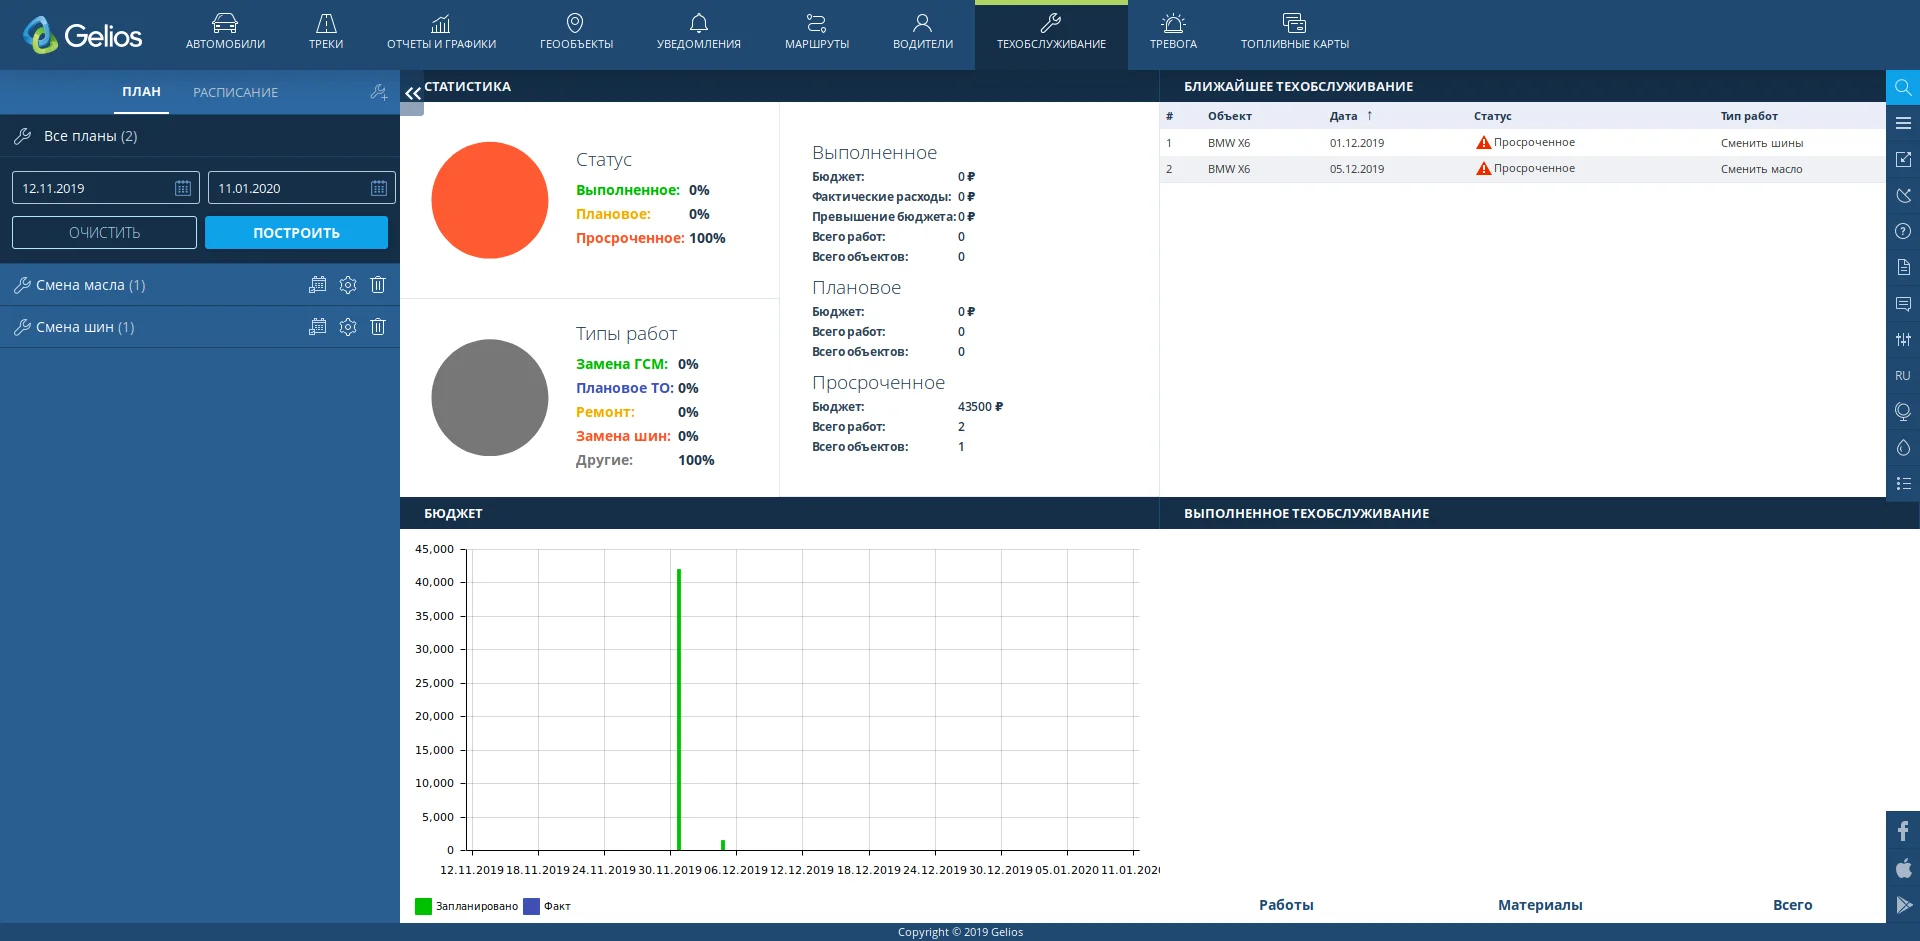 Gelios
АВТОМОБИЛИ
ТРЕКИ
ОТЧЕТЫ И ГРАФИКИ
ГЕООБЪЕКТЫ
УВЕДОМЛЕНИЯ
МАРШРУТЫ
ВОДИТЕЛИ
ТЕХОБСЛУЖИВАНИЕ
ТРЕВОГА
ТОПЛИВНЫЕ КАРТЫ
ПЛАН
РАСПИСАНИЕ
Все планы (2)
12.11.2019
11.01.2020
ОЧИСТИТЬ
ПОСТРОИТЬ
Смена масла (1)
Смена шин (1)
СТАТИСТИКА
Статус
Выполненное: 0%
Плановое: 0%
Просроченное: 100%
Типы работ
Замена ГСМ: 0%
Плановое ТО: 0%
Ремонт: 0%
Замена шин: 0%
Другие: 100%
Выполненное
Бюджет: 0 ₽
Фактические расходы: 0 ₽
Превышение бюджета: 0 ₽
Всего работ: 0
Всего объектов: 0
Плановое
Бюджет: 0 ₽
Всего работ: 0
Всего объектов: 0
Просроченное
Бюджет: 43500 ₽
Всего работ: 2
Всего объектов: 1
БЛИЖАЙШЕЕ ТЕХОБСЛУЖИВАНИЕ
# Объект Дата ↑ Статус Тип работ
1 BMW X6 01.12.2019 Просроченное Сменить шины
2 BMW X6 05.12.2019 Просроченное Сменить масло
RU
БЮДЖЕТ
45,000
40,000
35,000
30,000
25,000
20,000
15,000
10,000
5,000
0
12.11.2019 18.11.2019 24.11.2019 30.11.2019 06.12.2019 12.12.2019 18.12.2019 24.12.2019 30.12.2019 05.01.2020 11.01.2020
Запланировано Факт
ВЫПОЛНЕННОЕ ТЕХОБСЛУЖИВАНИЕ
Работы Материалы Всего
Copyright © 2019 Gelios